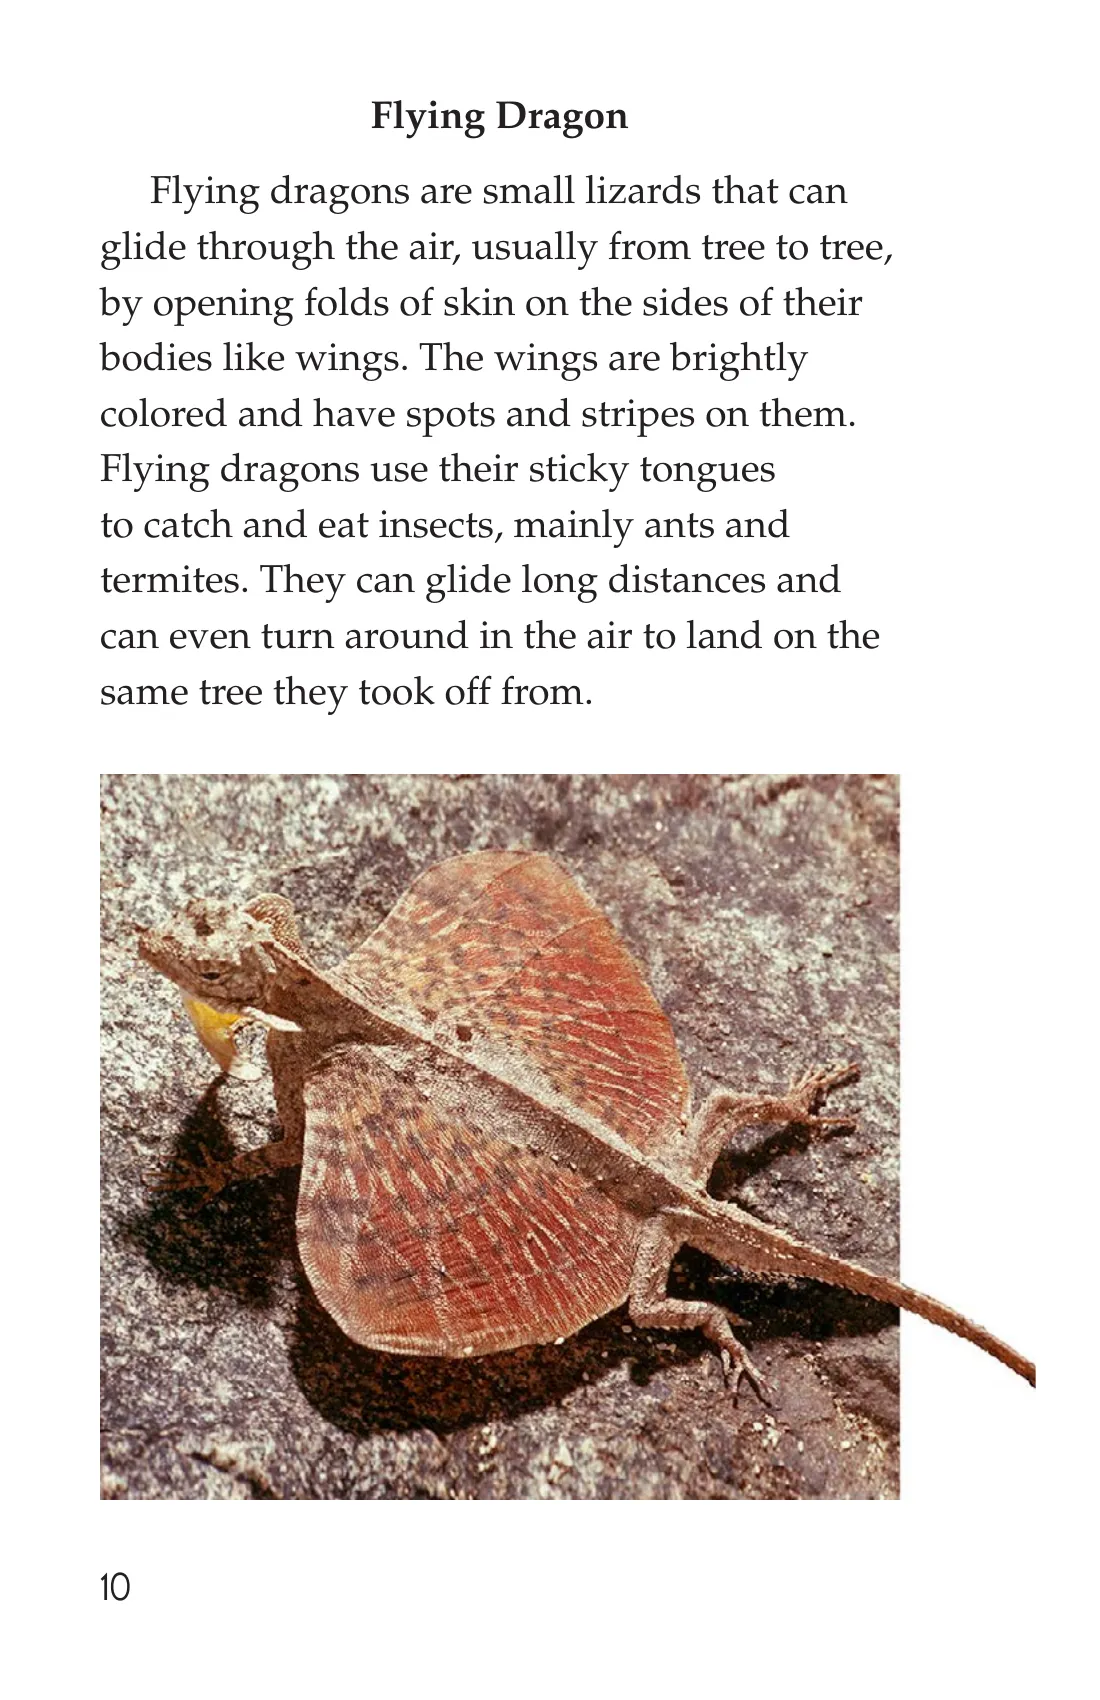 Flying Dragon
Flying dragons are small lizards that can
glide through the air, usually from tree to tree,
by opening folds of skin on the sides of their
bodies like wings. The wings are brightly
colored and have spots and stripes on them.
Flying dragons use their sticky tongues
to catch and eat insects, mainly ants and
termites. They can glide long distances and
can even turn around in the air to land on the
same tree they took off from.
10